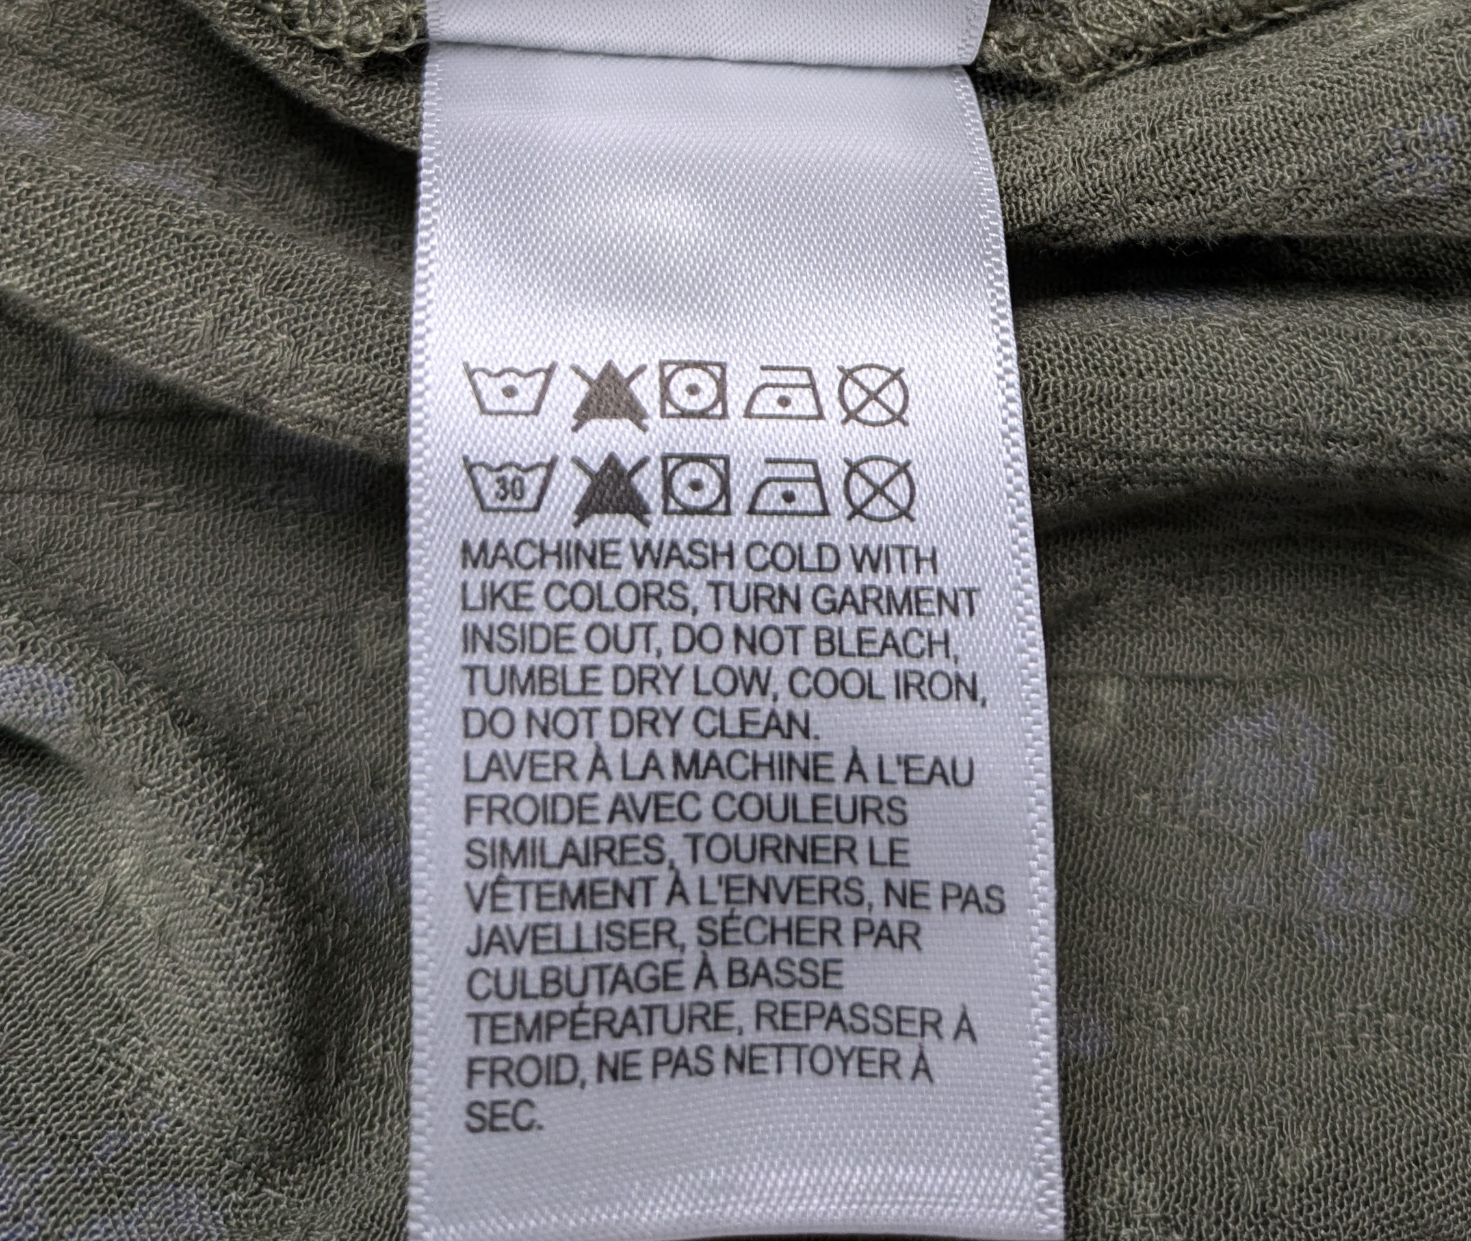 30
MACHINE WASH COLD WITH
LIKE COLORS, TURN GARMENT
INSIDE OUT, DO NOT BLEACH,
TUMBLE DRY LOW, COOL IRON,
DO NOT DRY CLEAN.
LAVER À LA MACHINE À L'EAU
FROIDE AVEC COULEURS
SIMILAIRES, TOURNER LE
VÊTEMENT À L'ENVERS, NE PAS
JAVELLISER, SÉCHER PAR
CULBUTAGE À BASSE
TEMPÉRATURE, REPASSER À
FROID, NE PAS NETTOYER À
SEC.